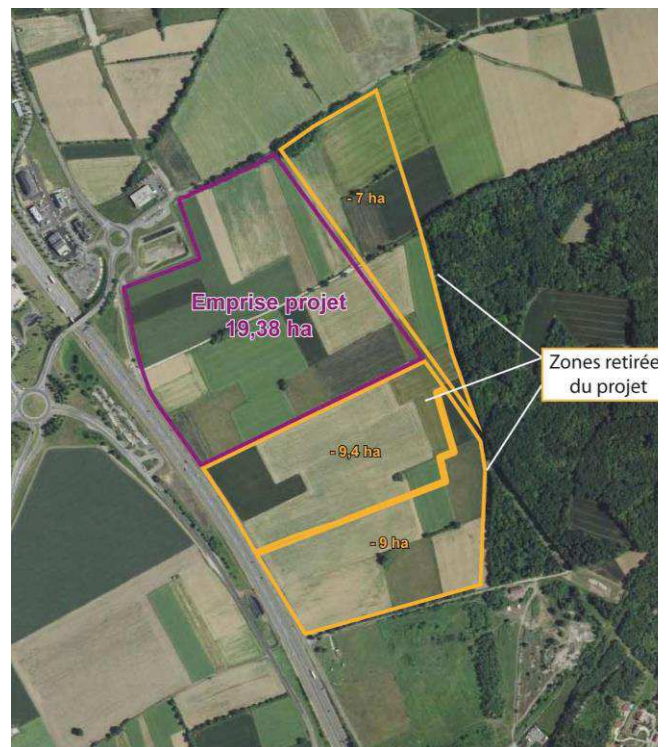 - 7 ha
Emprise projet
19,38 ha
Zones retirée
du projet
- 9,4 ha
- 9 ha